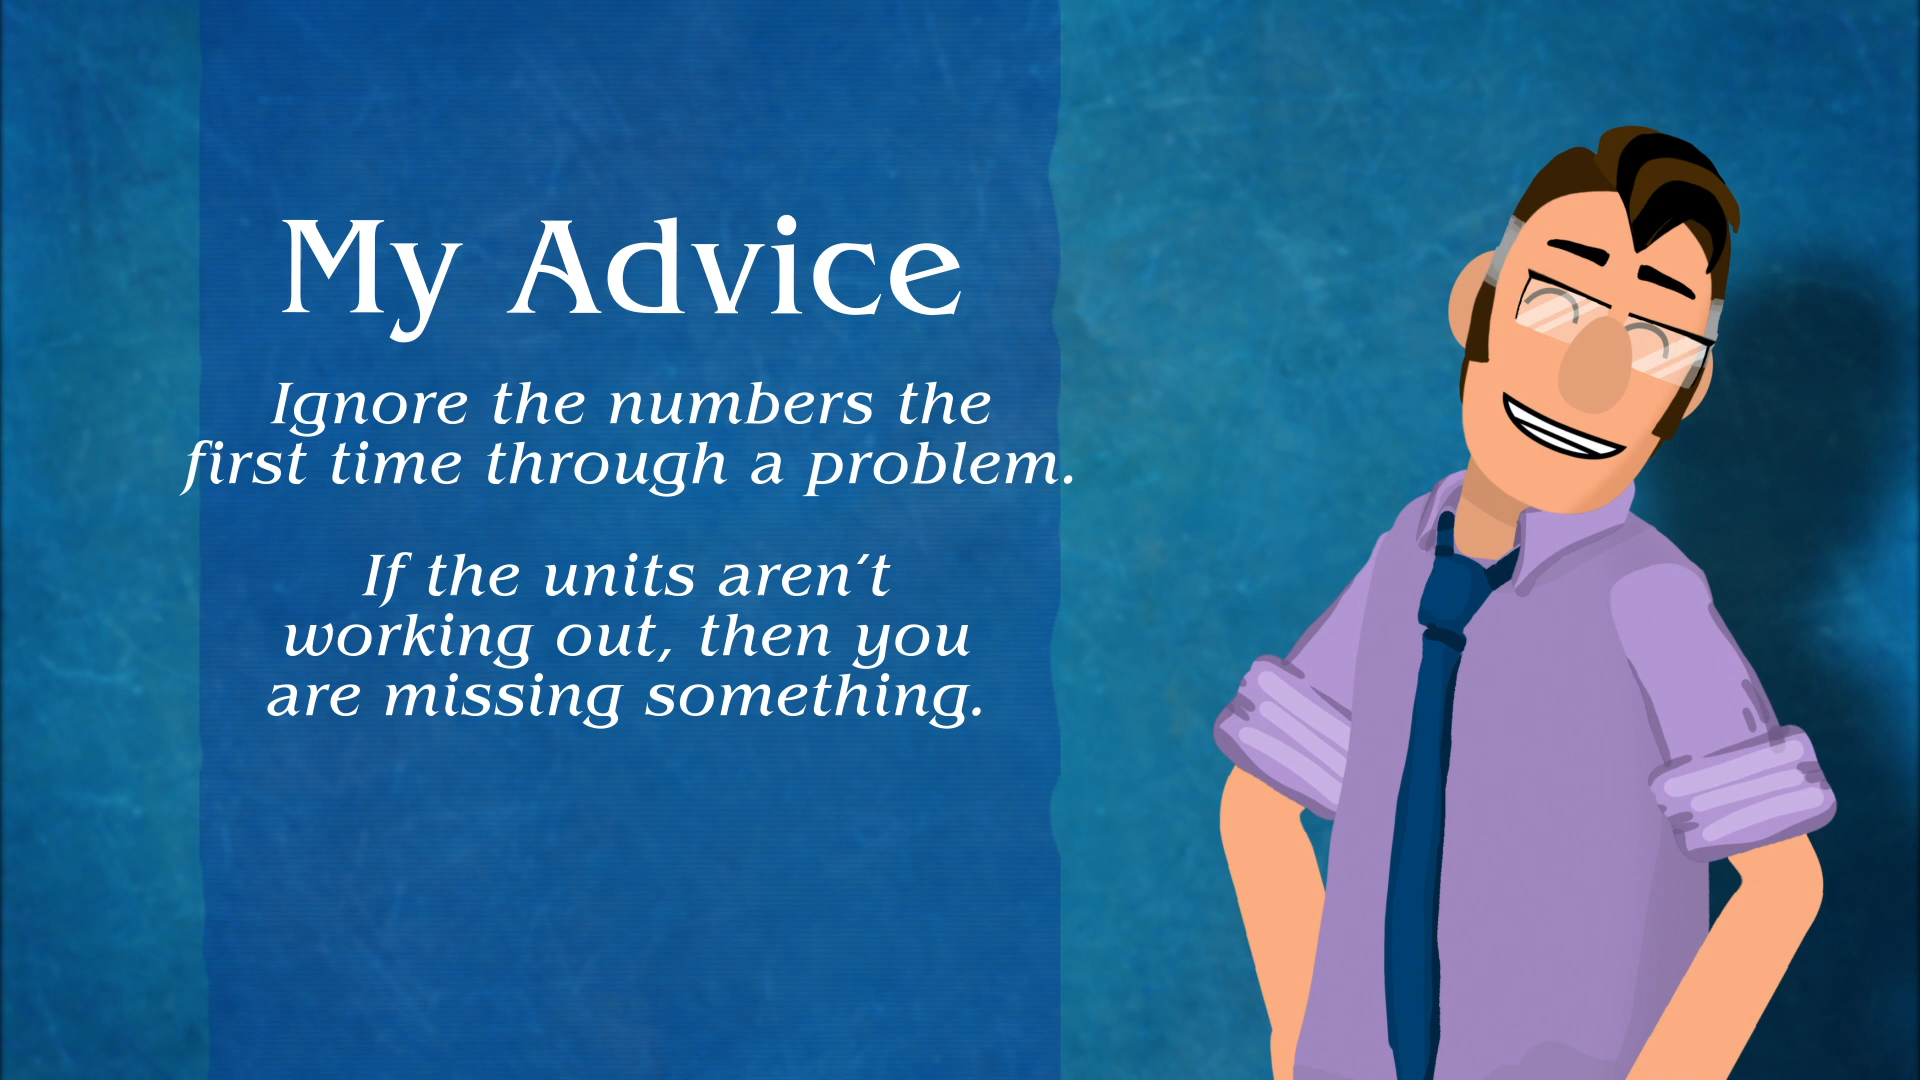 My Advice
Ignore the numbers the
first time through a problem.
If the units aren't
working out, then you
are missing something.